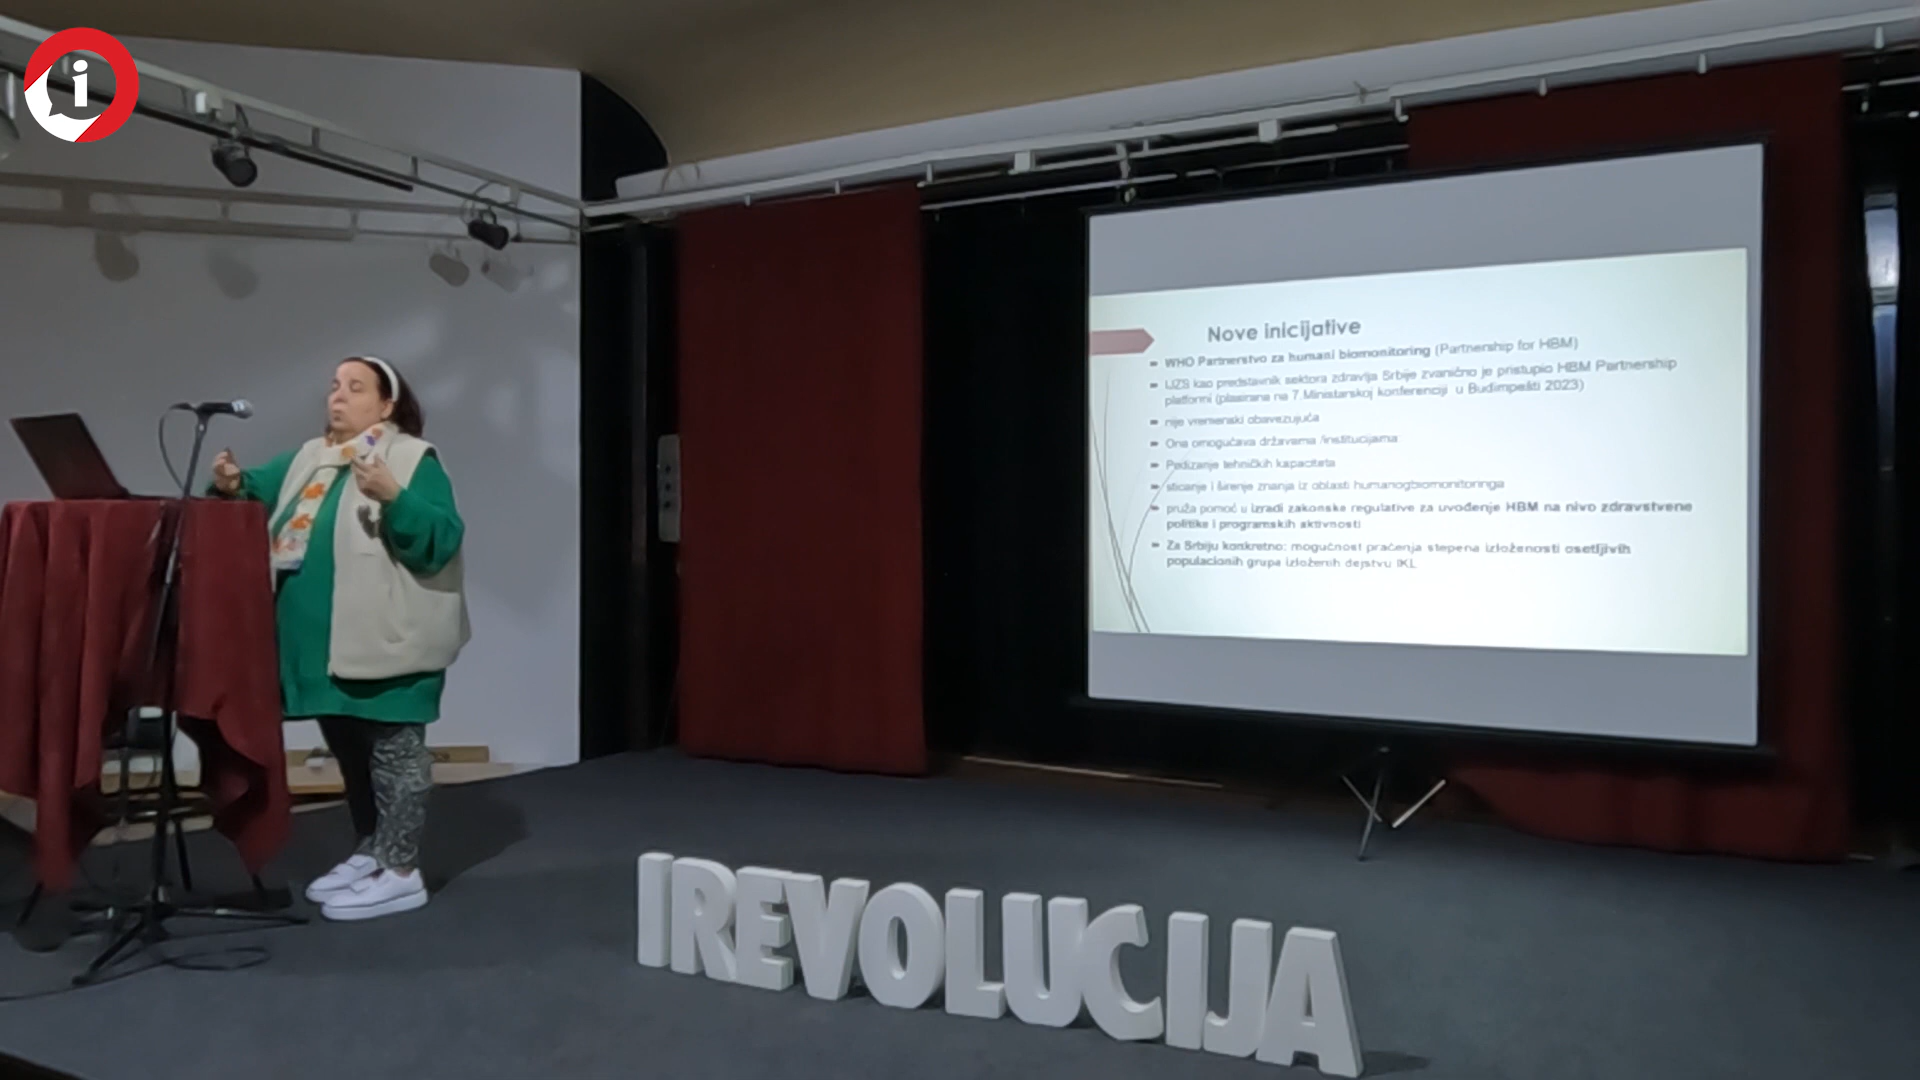 i
Nove inicijative
WHO Partnerstvo za humani biomonitoring (Partnership for HBM)
IJZS kao predstavnik sektora zdravlja Srbije zvanično je pristupio HBM Partnership
platformi (plasirana na 7.Ministarskoj konferenciji u Budimpešti 2023)
nije vremenski obavezujuća
Ona omogućava državama /institucijama:
Podizanje tehničkih kapaciteta
sticanje i širenje znanja iz oblasti humanogbiomonitoringa
pruža pomoć u izradi zakonske regulative za uvođenje HBM na nivo zdravstvene
politike i programskih aktivnosti
Za Srbiju konkretno: mogućnost praćenja stepena izloženosti osetljivih
populacionih grupa izloženih dejstvu IKL
IREVOLUCIJA